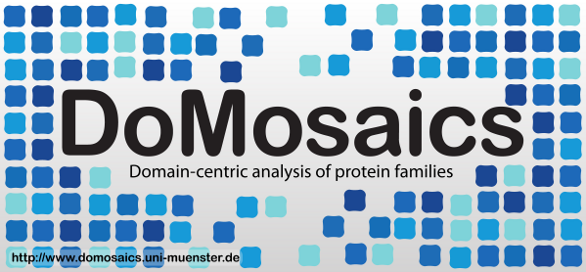 DoMosaics
Domain-centric analysis of protein families
http://www.domosaics.uni-muenster.de